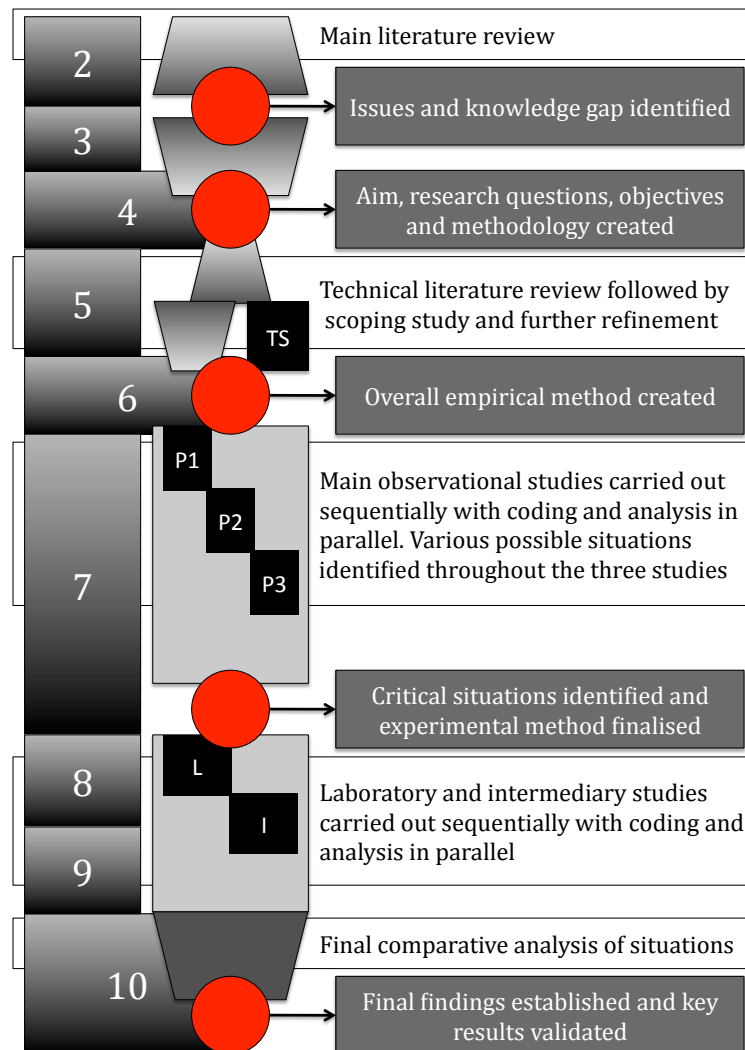 2
Main literature review
Issues and knowledge gap identified
3
4
Aim, research questions, objectives
and methodology created
5
Technical literature review followed by
scoping study and further refinement
TS
6
Overall empirical method created
P1
P2
P3
7
Main observational studies carried out
sequentially with coding and analysis in
parallel. Various possible situations
identified throughout the three studies
Critical situations identified and
experimental method finalised
8
L
I
Laboratory and intermediary studies
carried out sequentially with coding and
analysis in parallel
9
Final comparative analysis of situations
10
Final findings established and key
results validated